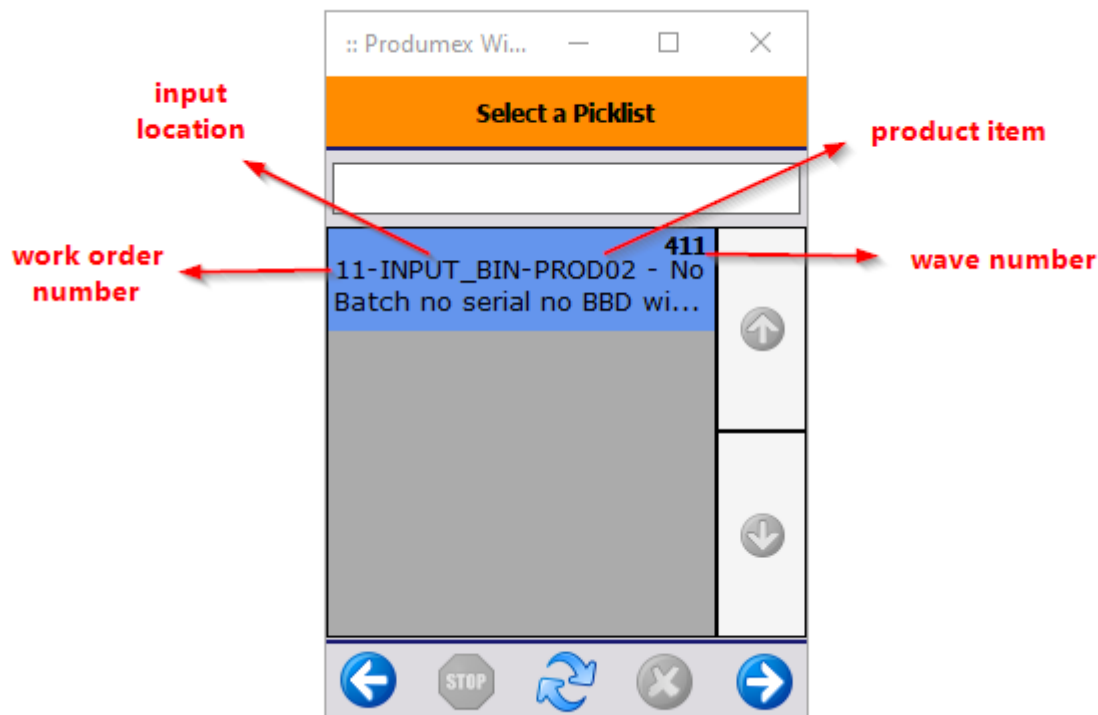 :: Produmex Wi...
Select a Picklist
input
location
product item
work order
number
wave number
411
11-INPUT_BIN-PROD02 - No
Batch no serial no BBD wi...
STOP